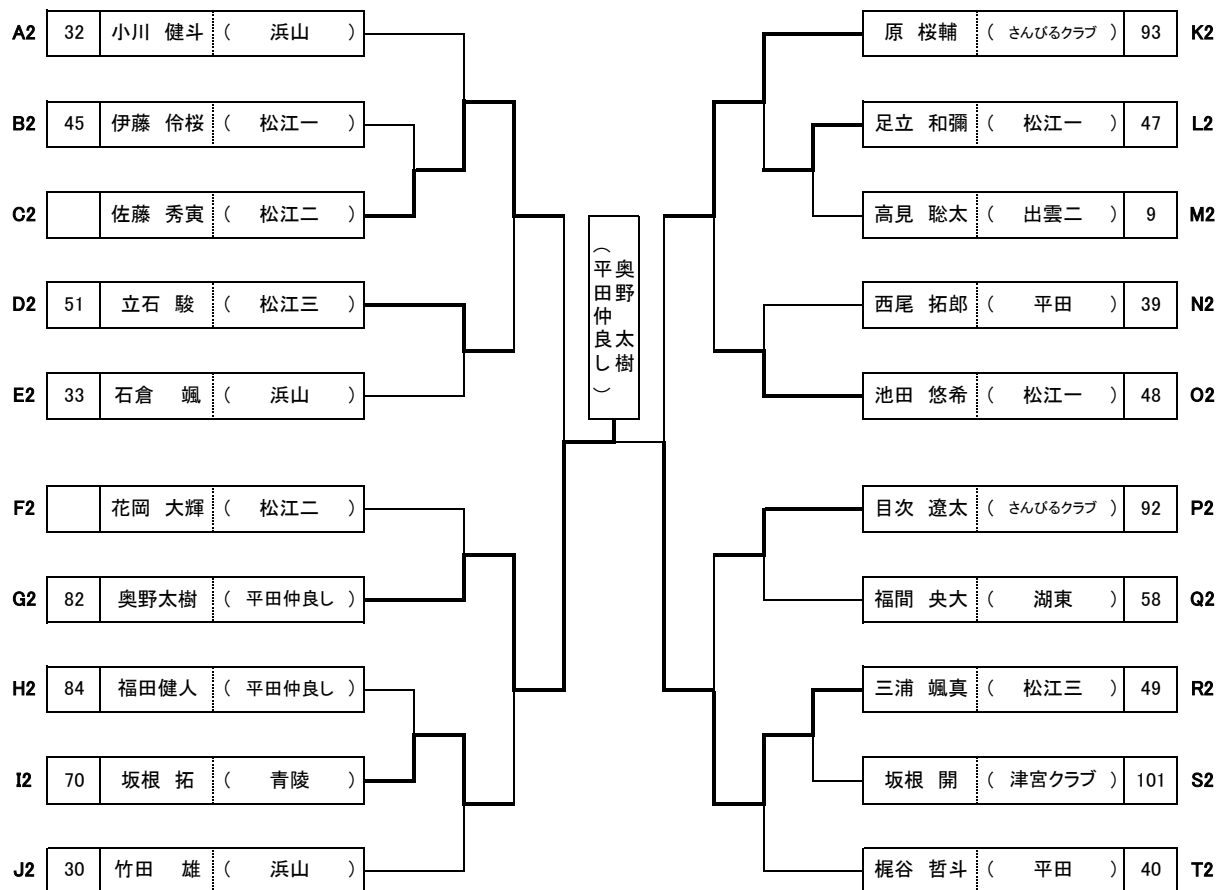 A2 32 小川 健斗 ( 浜山 )
B2 45 伊藤 伶桜 ( 松江一 )
C2 佐藤 秀寅 ( 松江二 )
D2 51 立石 駿 ( 松江三 )
E2 33 石倉 颯 ( 浜山 )
F2 花岡 大輝 ( 松江二 )
G2 82 奥野太樹 ( 平田仲良し )
H2 84 福田健人 ( 平田仲良し )
I2 70 坂根 拓 ( 青陵 )
J2 30 竹田 雄 ( 浜山 )
奥野 太樹
(平田仲良し)
原 桜輔 ( さんびるクラブ ) 93 K2
足立 和彌 ( 松江一 ) 47 L2
高見 聡太 ( 出雲二 ) 9 M2
西尾 拓郎 ( 平田 ) 39 N2
池田 悠希 ( 松江一 ) 48 O2
目次 遼太 ( さんびるクラブ ) 92 P2
福間 央大 ( 湖東 ) 58 Q2
三浦 颯真 ( 松江三 ) 49 R2
坂根 開 ( 津宮クラブ ) 101 S2
梶谷 哲斗 ( 平田 ) 40 T2